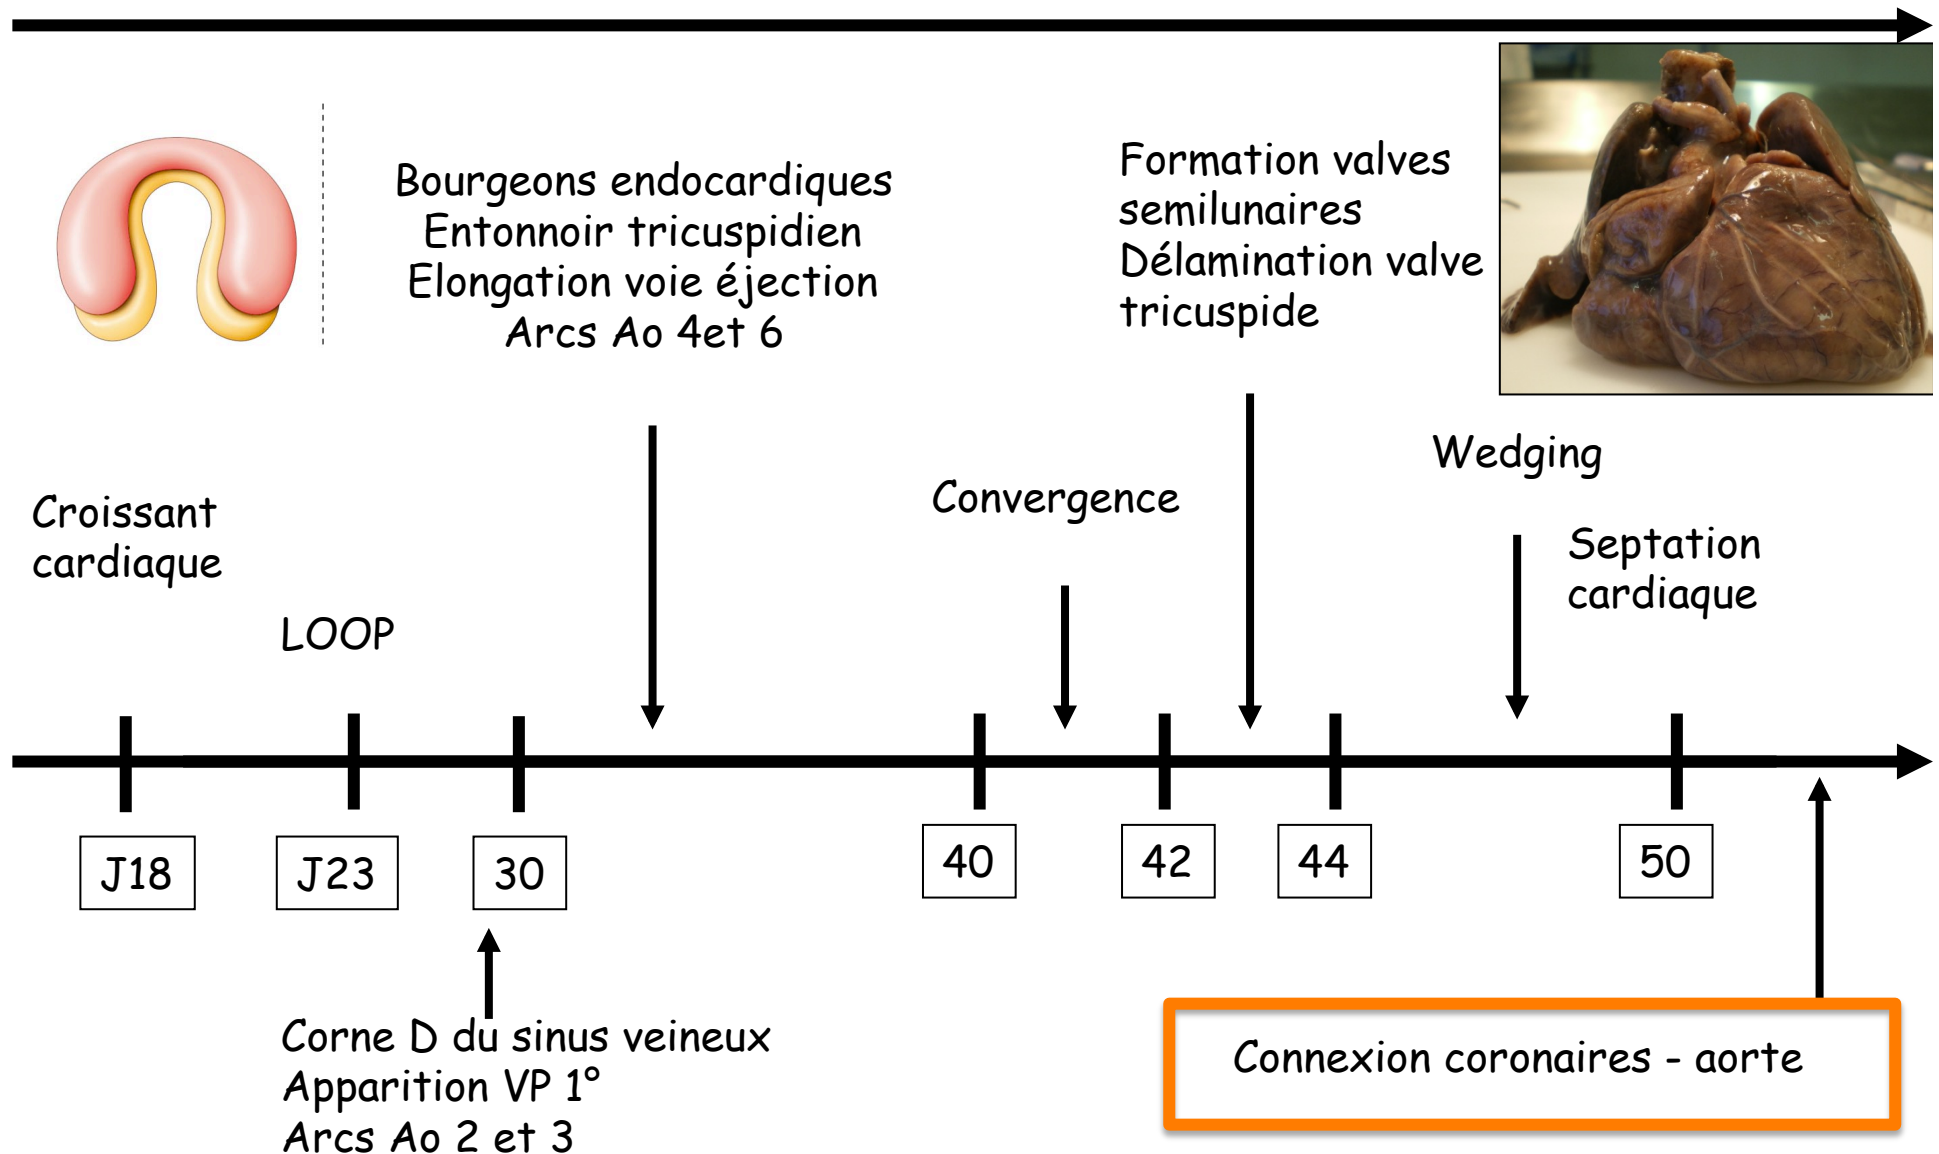 Bourgeons endocardiques
Entonnoir tricuspidien
Elongation voie éjection
Arcs Ao 4et 6
Formation valves
semilunaires
Délamination valve
tricuspide
Croissant
cardiaque
LOOP
Convergence
Wedging
Septation
cardiaque
J18
J23
30
40
42
44
50
Corne D du sinus veineux
Apparition VP 1°
Arcs Ao 2 et 3
Connexion coronaires - aorte